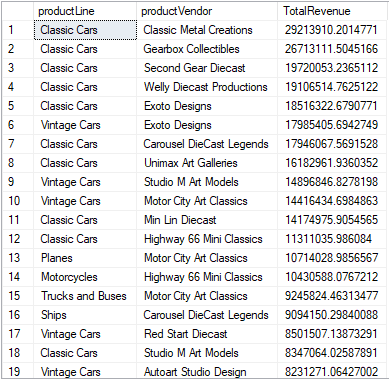 productLine productVendor TotalRevenue
1 Classic Cars Classic Metal Creations 29213910.2014771
2 Classic Cars Gearbox Collectibles 26713111.5045166
3 Classic Cars Second Gear Diecast 19720053.2365112
4 Classic Cars Welly Diecast Productions 19106514.7625122
5 Classic Cars Exoto Designs 18516322.6790771
6 Vintage Cars Exoto Designs 17985405.6942749
7 Classic Cars Carousel DieCast Legends 17946067.5691528
8 Classic Cars Unimax Art Galleries 16182961.9360352
9 Vintage Cars Studio M Art Models 14896846.8278198
10 Vintage Cars Motor City Art Classics 14416434.6984863
11 Classic Cars Min Lin Diecast 14174975.9054565
12 Classic Cars Highway 66 Mini Classics 11311035.986084
13 Planes Motor City Art Classics 10714028.9856567
14 Motorcycles Highway 66 Mini Classics 10430588.0767212
15 Trucks and Buses Motor City Art Classics 9245824.46313477
16 Ships Carousel DieCast Legends 9094150.29840088
17 Vintage Cars Red Start Diecast 8501507.13873291
18 Classic Cars Studio M Art Models 8347064.02587891
19 Vintage Cars Autoart Studio Design 8231271.06427002